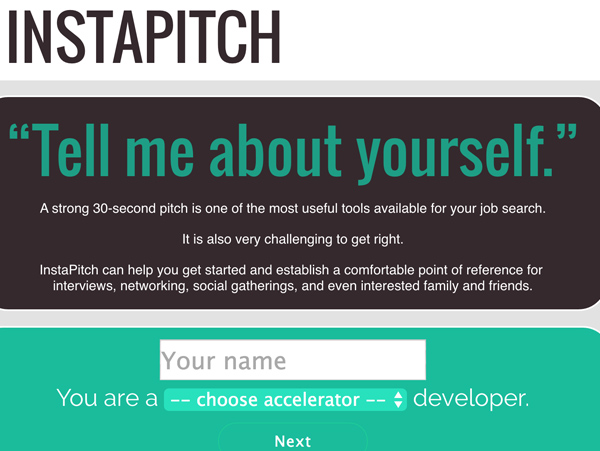 INSTAPITCH
“Tell me about yourself.”
A strong 30-second pitch is one of the most useful tools available for your job search.
It is also very challenging to get right.
InstaPitch can help you get started and establish a comfortable point of reference for
interviews, networking, social gatherings, and even interested family and friends.
Your name
You are a -- choose accelerator -- developer.
Next